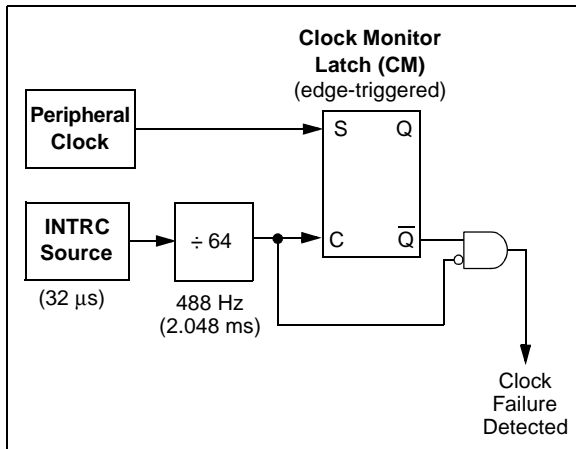 Clock Monitor
Latch (CM)
(edge-triggered)
Peripheral
Clock
S
Q
INTRC
Source
÷ 64
C
Q̅
(32 μs)
488 Hz
(2.048 ms)
Clock
Failure
Detected